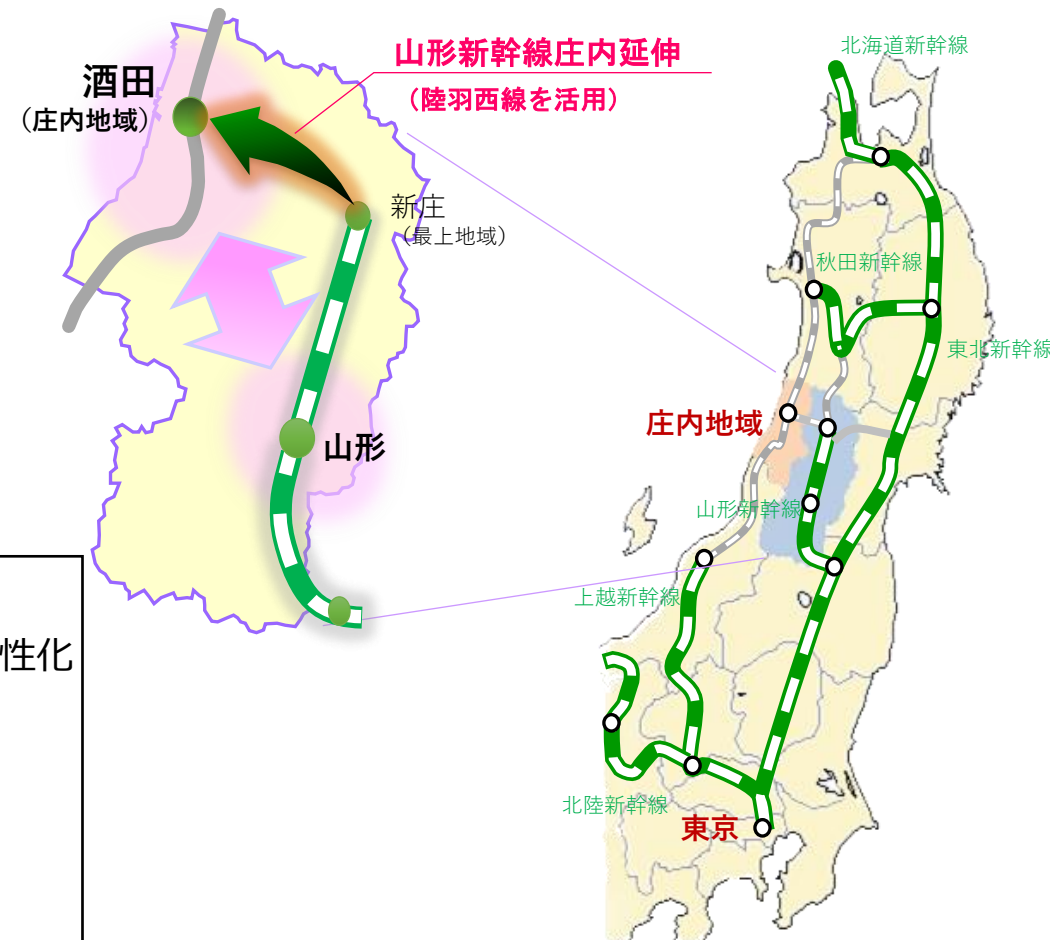 山形新幹線庄内延伸
（陸羽西線を活用）
酒田
（庄内地域）
新庄
（最上地域）
山形
性化
北海道新幹線
秋田新幹線
東北新幹線
庄内地域
山形新幹線
上越新幹線
北陸新幹線
東京